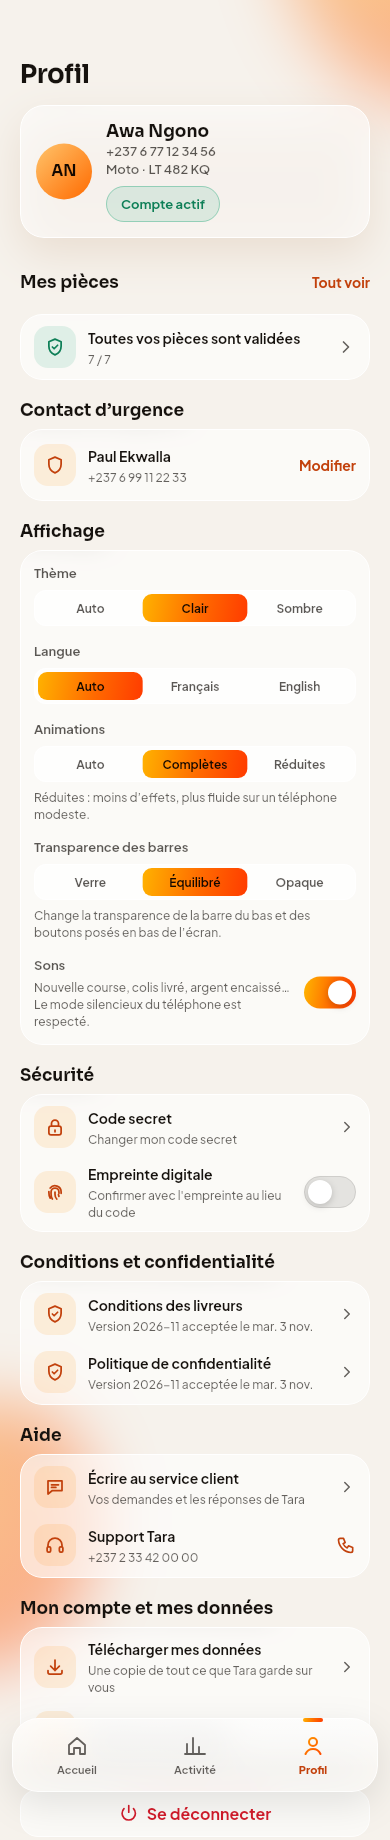 Profil
AN
Awa Ngono
+237 6 77 12 34 56
Moto · LT 482 KQ
Compte actif
Mes pièces
Tout voir
Toutes vos pièces sont validées
7 / 7
Contact d’urgence
Paul Ekwalla
+237 6 99 11 22 33
Modifier
Affichage
Thème
Auto
Clair
Sombre
Langue
Auto
Français
English
Animations
Auto
Complètes
Réduites
Réduites : moins d’effets, plus fluide sur un téléphone
modeste.
Transparence des barres
Verre
Équilibré
Opaque
Change la transparence de la barre du bas et des
boutons posés en bas de l’écran.
Sons
Nouvelle course, colis livré, argent encaissé…
Le mode silencieux du téléphone est
respecté.
Sécurité
Code secret
Changer mon code secret
Empreinte digitale
Confirmer avec l’empreinte au lieu
du code
Conditions et confidentialité
Conditions des livreurs
Version 2026-11 acceptée le mar. 3 nov.
Politique de confidentialité
Version 2026-11 acceptée le mar. 3 nov.
Aide
Écrire au service client
Vos demandes et les réponses de Tara
Support Tara
+237 2 33 42 00 00
Mon compte et mes données
Télécharger mes données
Une copie de tout ce que Tara garde sur
vous
Accueil
Activité
Profil
Se déconnecter